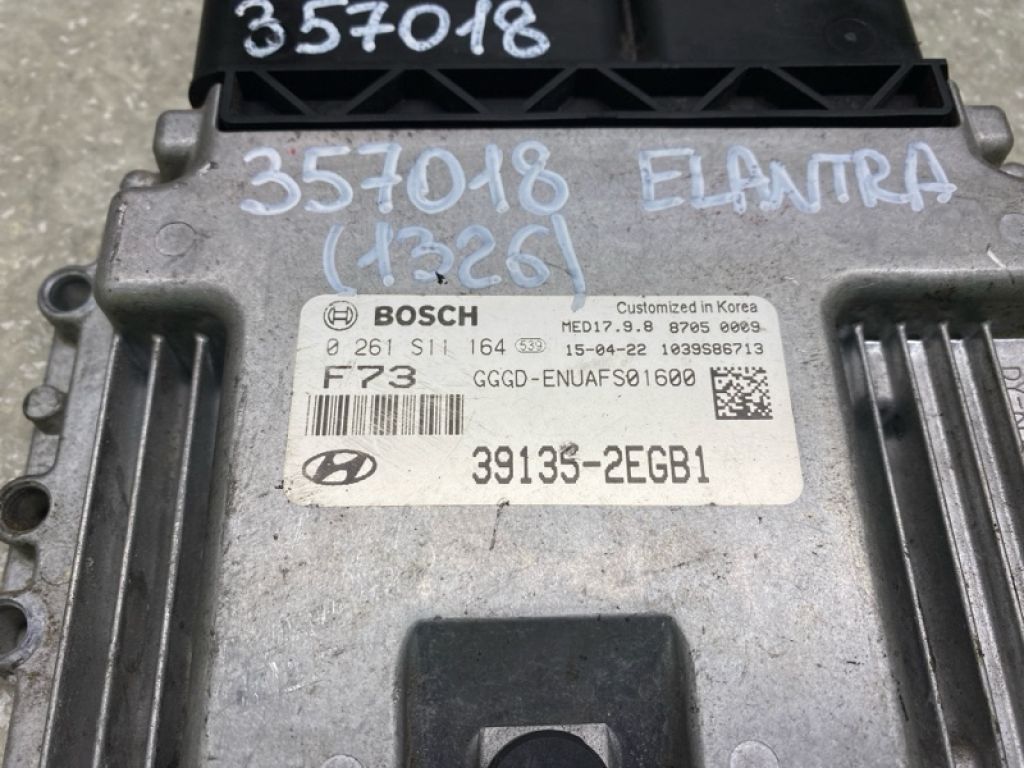 357018
357018 ELANTRA
(1326)
BOSCH Customized in Korea
MED17.9.8 8705 0009
0 261 S11 164 539 15-04-22 1039S86713
F73 GGGD-ENUAFS01600
39135-2EGB1